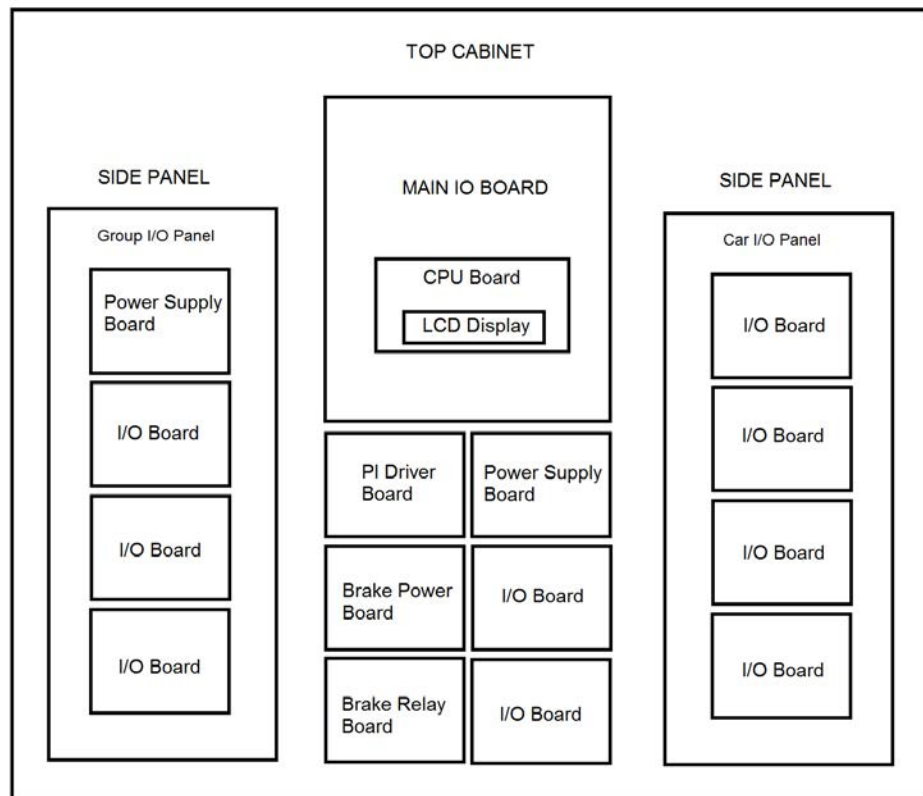 TOP CABINET
SIDE PANEL
Group I/O Panel
Power Supply
Board
I/O Board
I/O Board
I/O Board
MAIN IO BOARD
CPU Board
LCD Display
PI Driver
Board
Power Supply
Board
Brake Power
Board
I/O Board
Brake Relay
Board
I/O Board
SIDE PANEL
Car I/O Panel
I/O Board
I/O Board
I/O Board
I/O Board